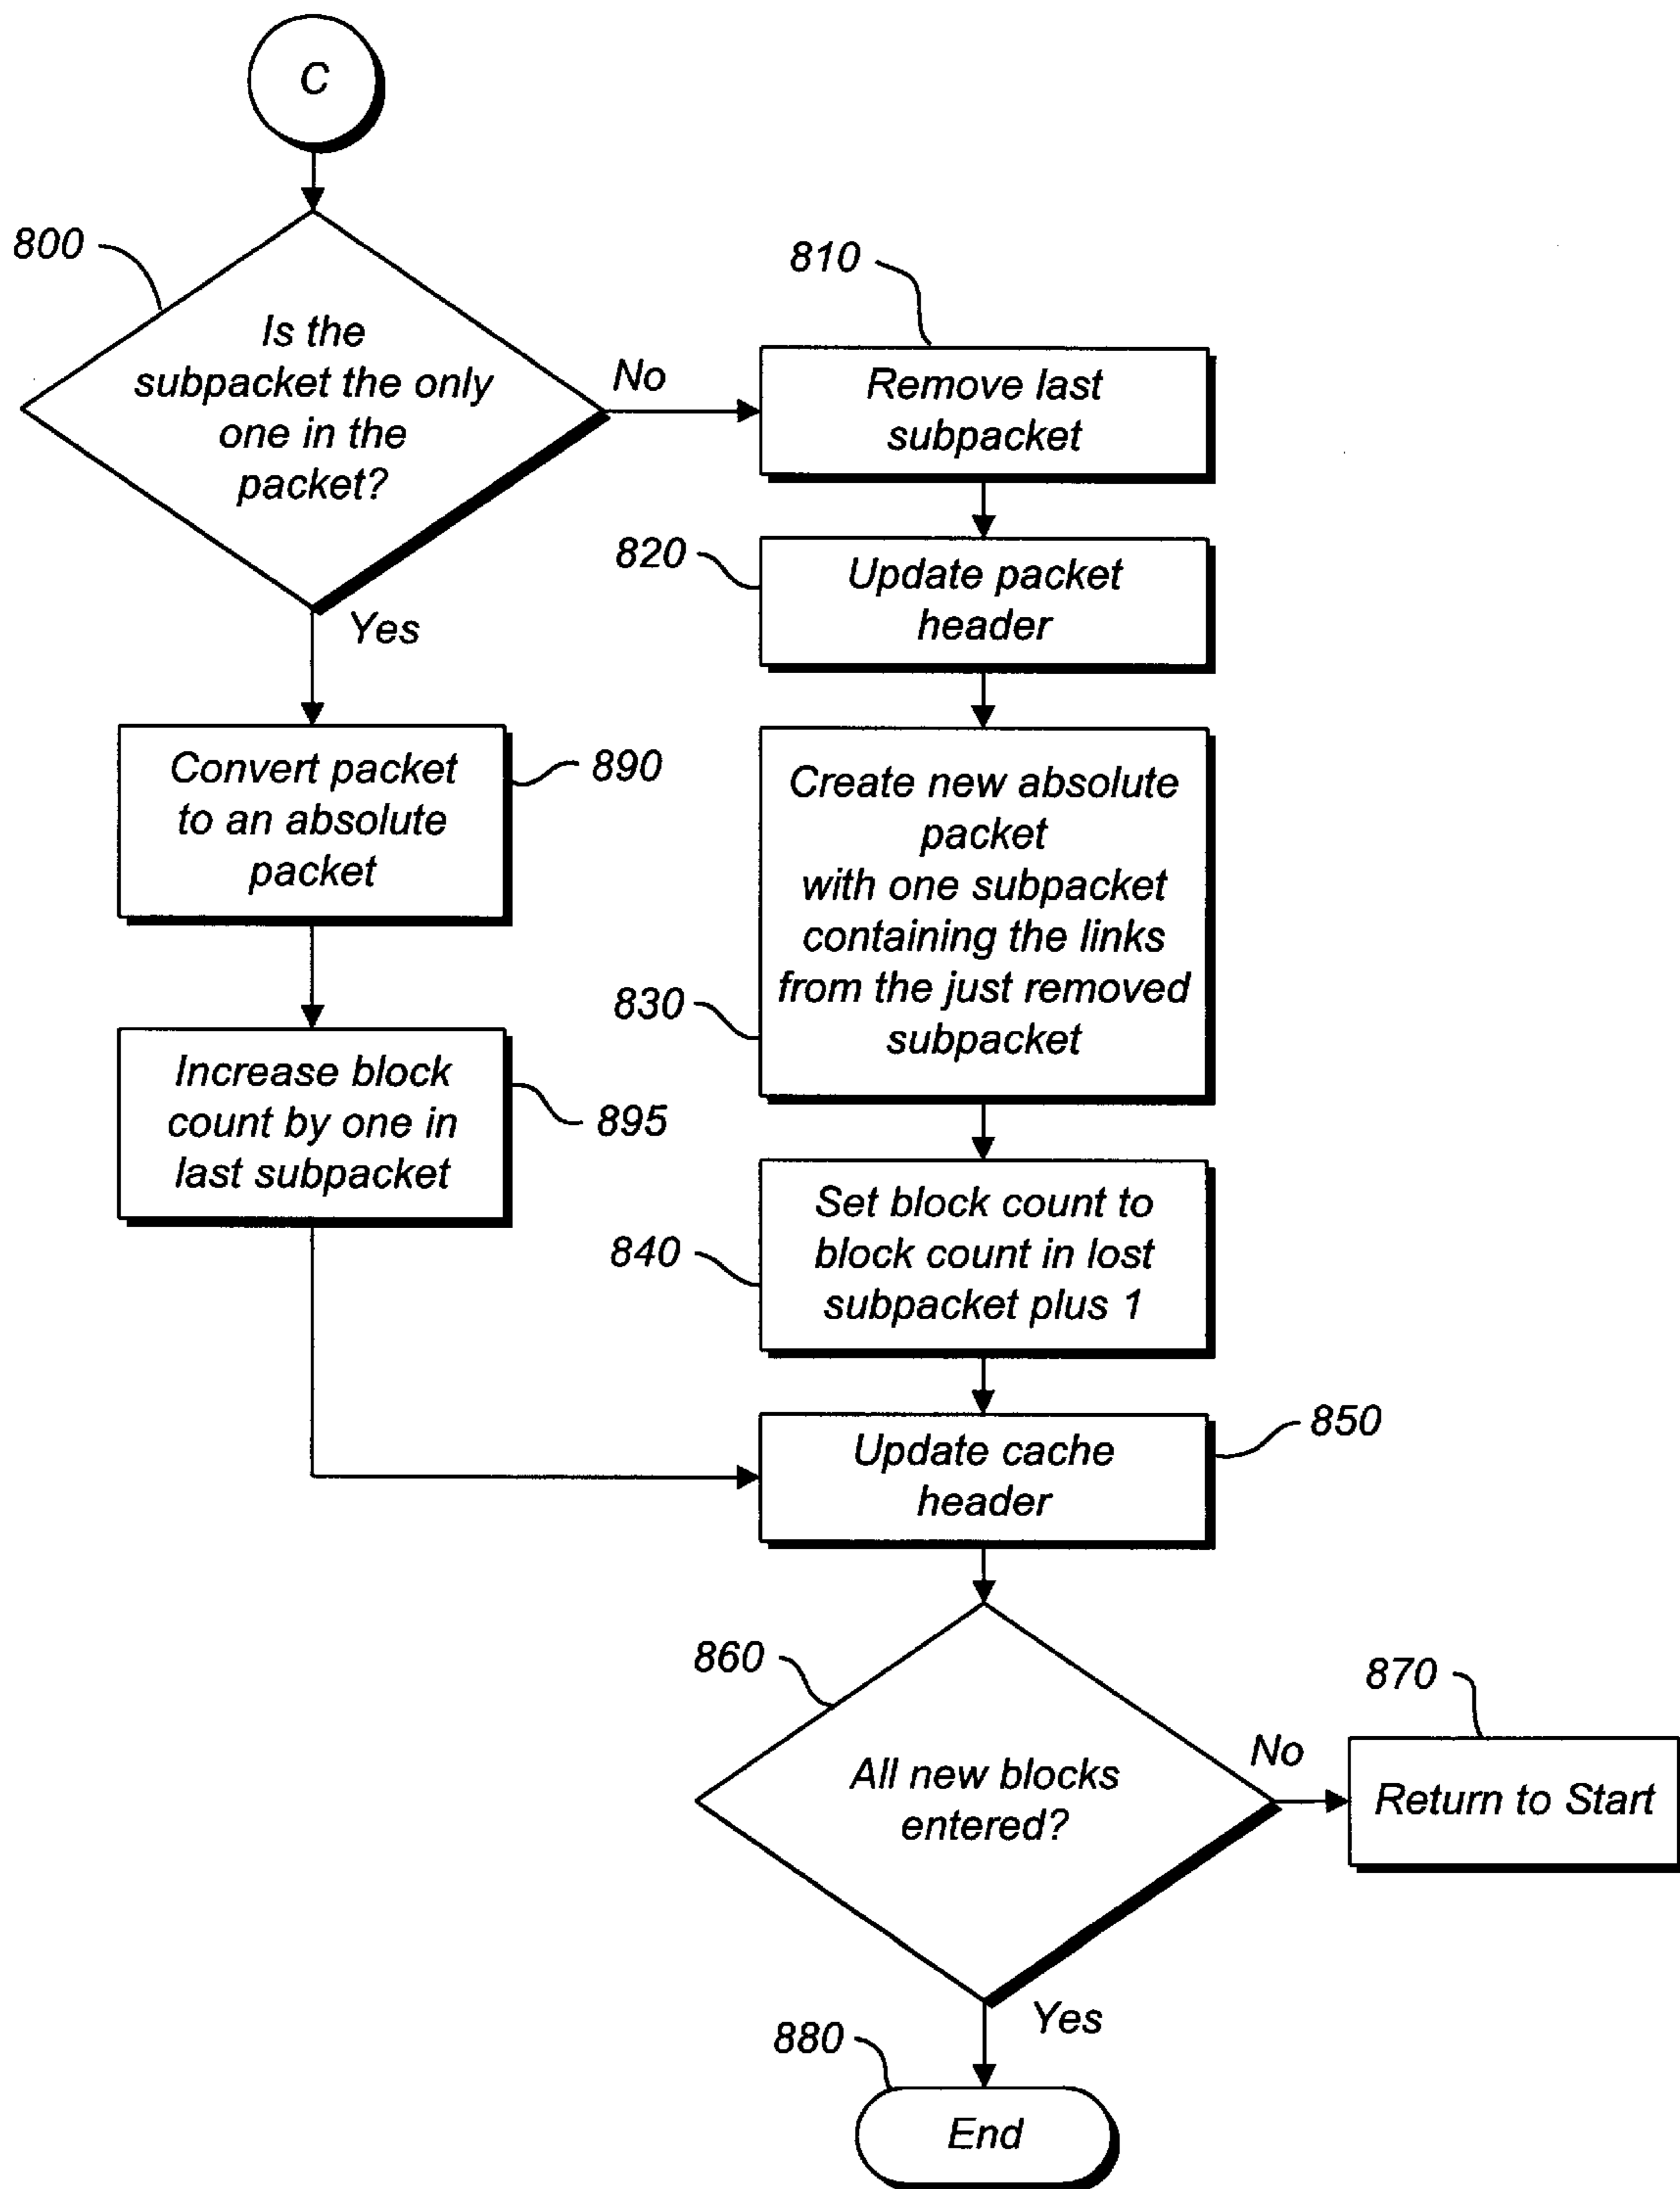 C
800
Is the
subpacket the only
one in the
packet?
No
810
Remove last
subpacket
820
Update packet
header
Yes
Convert packet
to an absolute
packet
890
Create new absolute
packet
with one subpacket
containing the links
from the just removed
subpacket
830
Increase block
count by one in
last subpacket
895
Set block count to
block count in lost
subpacket plus 1
840
Update cache
header
850
860
All new blocks
entered?
No
870
Return to Start
Yes
880
End